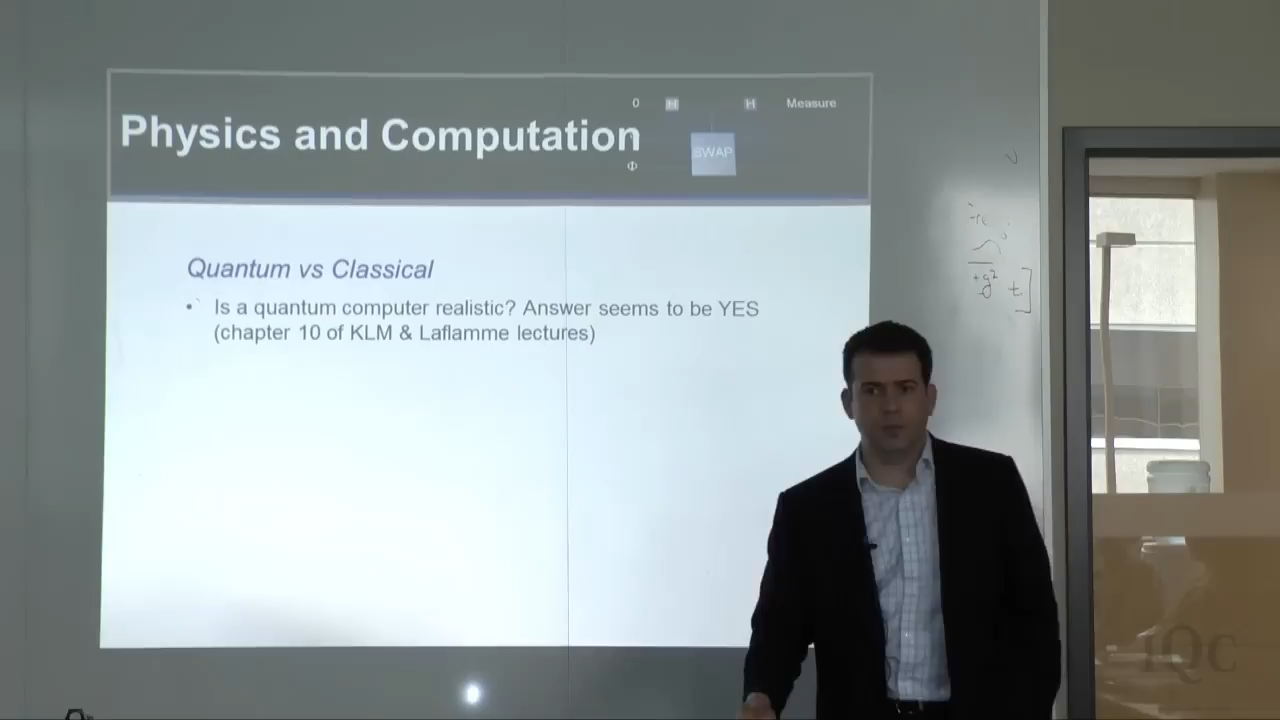 Physics and Computation
0 H H Measure
Φ SWAP
Quantum vs Classical
• Is a quantum computer realistic? Answer seems to be YES
(chapter 10 of KLM & Laflamme lectures)
IQC